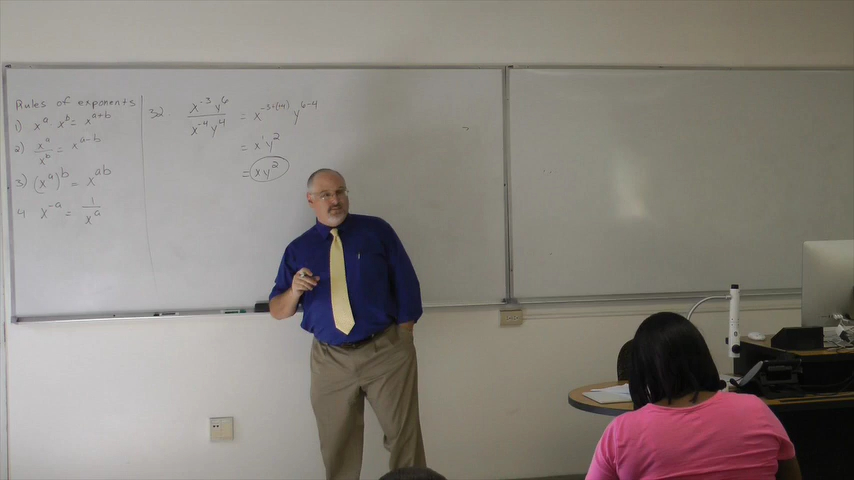 Rules of exponents
1) x^a x^b = x^{a+b}
2) x^a / x^b = x^{a-b}
3) (x^a)^b = x^{ab}
4 x^{-a} = 1 / x^a
32) x^{-3} y^6 / x^{-4} y^4 = x^{-3+(+4)} y^{6-4}
= x^1 y^2
= xy^2